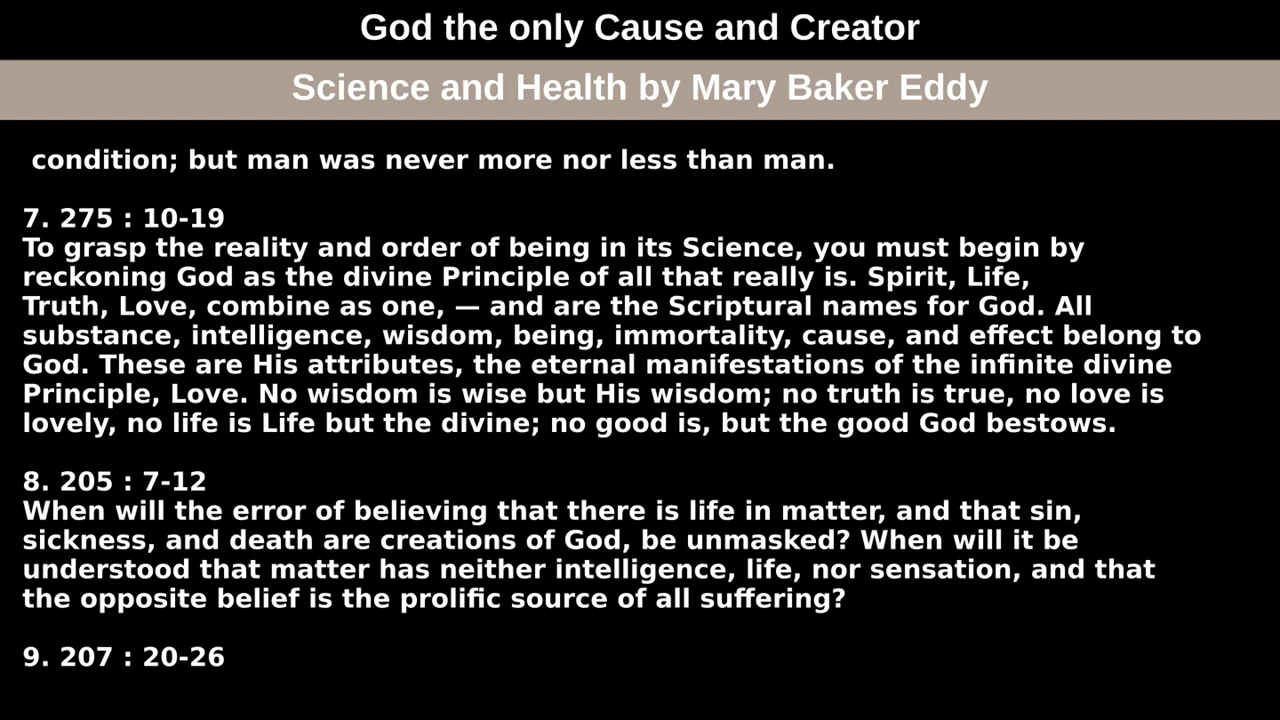 God the only Cause and Creator
Science and Health by Mary Baker Eddy
condition; but man was never more nor less than man.
7. 275 : 10-19
To grasp the reality and order of being in its Science, you must begin by
reckoning God as the divine Principle of all that really is. Spirit, Life,
Truth, Love, combine as one, — and are the Scriptural names for God. All
substance, intelligence, wisdom, being, immortality, cause, and effect belong to
God. These are His attributes, the eternal manifestations of the infinite divine
Principle, Love. No wisdom is wise but His wisdom; no truth is true, no love is
lovely, no life is Life but the divine; no good is, but the good God bestows.
8. 205 : 7-12
When will the error of believing that there is life in matter, and that sin,
sickness, and death are creations of God, be unmasked? When will it be
understood that matter has neither intelligence, life, nor sensation, and that
the opposite belief is the prolific source of all suffering?
9. 207 : 20-26